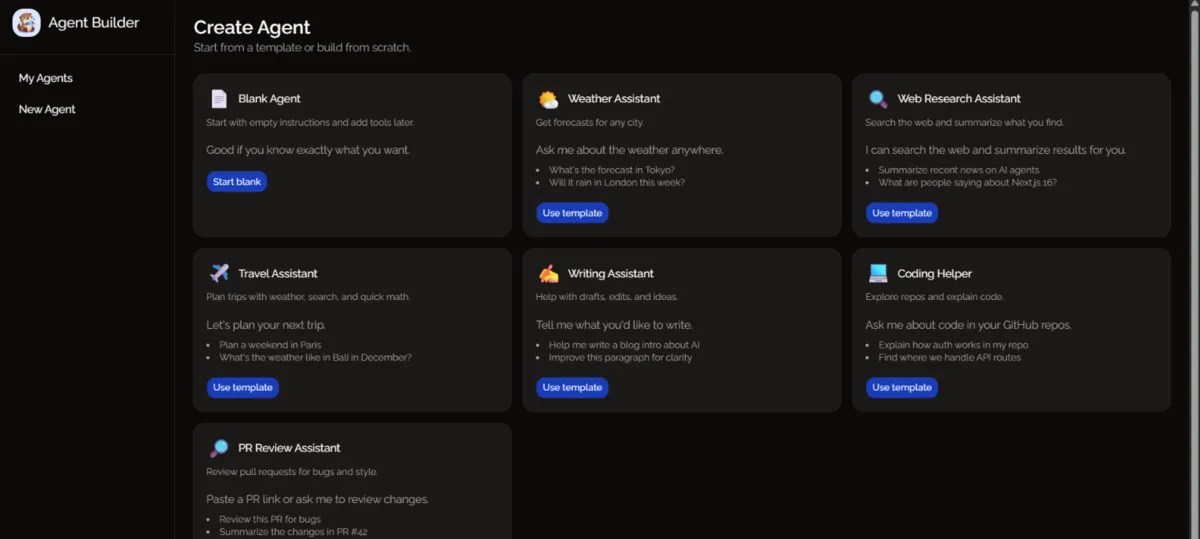 Agent Builder
My Agents
New Agent
Create Agent
Start from a template or build from scratch.
Blank Agent
Start with empty instructions and add tools later.
Good if you know exactly what you want.
Start blank
Weather Assistant
Get forecasts for any city.
Ask me about the weather anywhere.
What's the forecast in Tokyo?
Will it rain in London this week?
Use template
Web Research Assistant
Search the web and summarize what you find.
I can search the web and summarize results for you.
Summarize recent news on AI agents
What are people saying about Next.js 16?
Use template
Travel Assistant
Plan trips with weather, search, and quick math.
Let's plan your next trip.
Plan a weekend in Paris
What's the weather like in Bali in December?
Use template
Writing Assistant
Help with drafts, edits, and ideas.
Tell me what you'd like to write.
Help me write a blog intro about AI
Improve this paragraph for clarity
Use template
Coding Helper
Explore repos and explain code.
Ask me about code in your GitHub repos.
Explain how auth works in my repo
Find where we handle API routes
Use template
PR Review Assistant
Review pull requests for bugs and style.
Paste a PR link or ask me to review changes.
Review this PR for bugs
Summarize the changes in PR #42